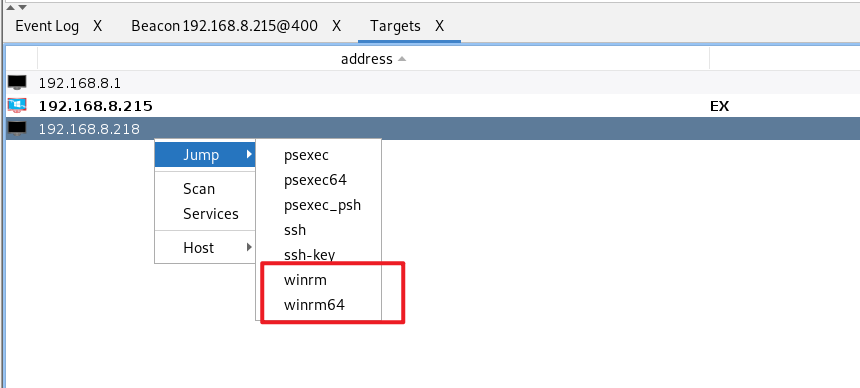 Event Log X Beacon 192.168.8.215@400 X Targets X
address
192.168.8.1
192.168.8.215 EX
192.168.8.218
Jump
Scan
Services
Host
psexec
psexec64
psexec_psh
ssh
ssh-key
winrm
winrm64